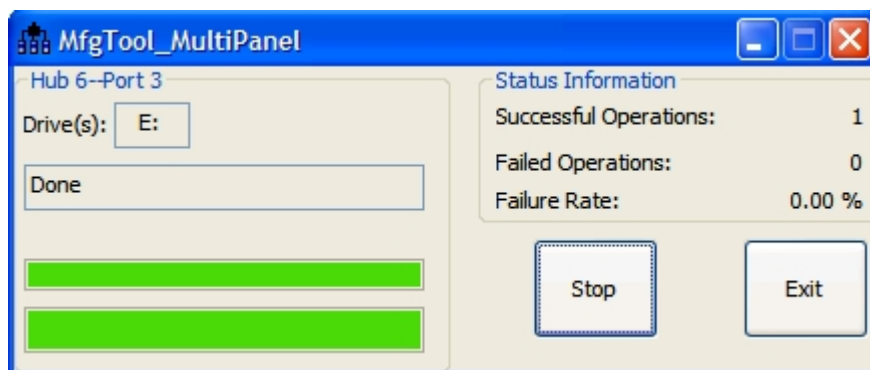 MfgTool_MultiPanel
Hub 6--Port 3
Drive(s): E:
Done
Status Information
Successful Operations: 1
Failed Operations: 0
Failure Rate: 0.00 %
Stop Exit